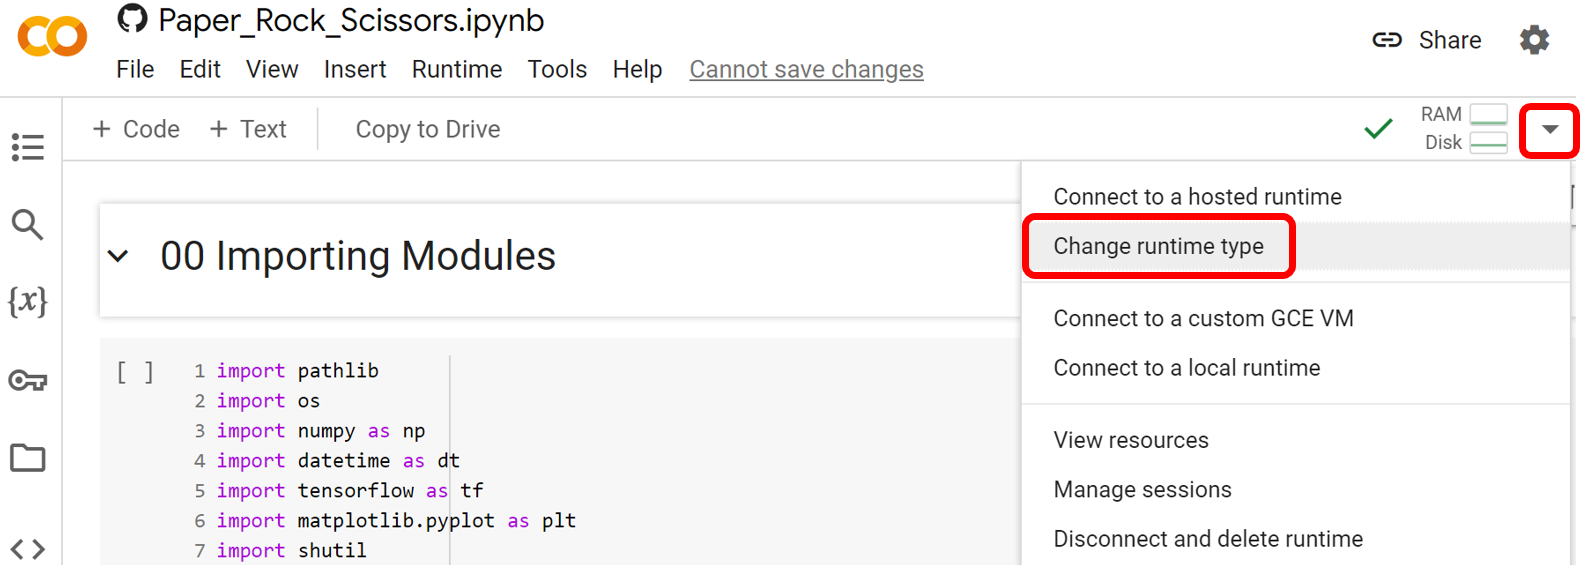 Paper_Rock_Scissors.ipynb
File Edit View Insert Runtime Tools Help Cannot save changes
Share
+ Code + Text Copy to Drive
RAM
Disk
Connect to a hosted runtime
Change runtime type
Connect to a custom GCE VM
Connect to a local runtime
View resources
Manage sessions
Disconnect and delete runtime
00 Importing Modules
{x}
[ ]
1 import pathlib
2 import os
3 import numpy as np
4 import datetime as dt
5 import tensorflow as tf
6 import matplotlib.pyplot as plt
7 import shutil